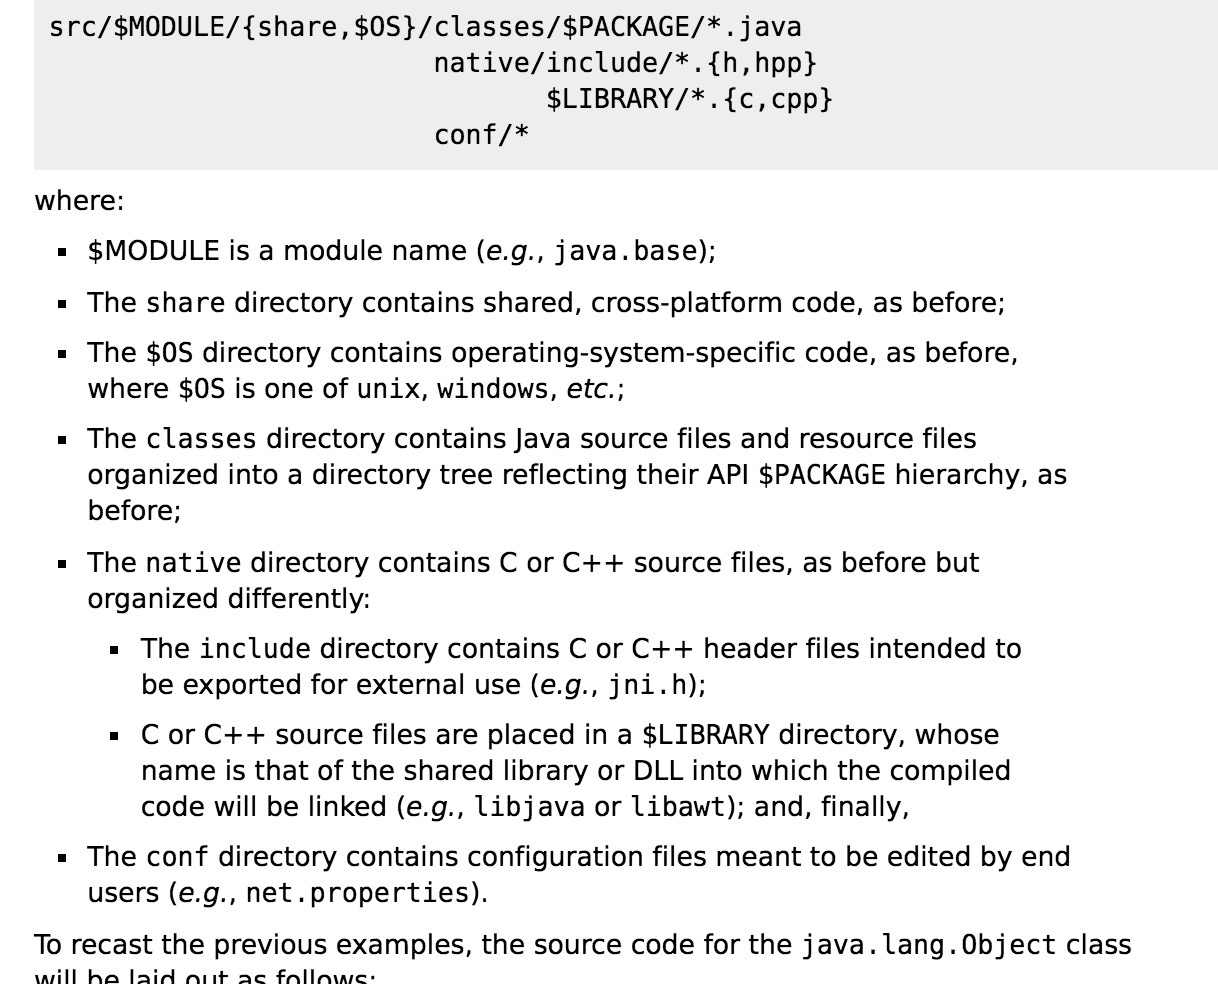 src/$MODULE/{share,$OS}/classes/$PACKAGE/*.java
                        native/include/*.{h,hpp}
                               $LIBRARY/*.{c,cpp}
                        conf/*
where:
▪ $MODULE is a module name (e.g., java.base);
▪ The share directory contains shared, cross-platform code, as before;
▪ The $OS directory contains operating-system-specific code, as before,
where $OS is one of unix, windows, etc.;
▪ The classes directory contains Java source files and resource files
organized into a directory tree reflecting their API $PACKAGE hierarchy, as
before;
▪ The native directory contains C or C++ source files, as before but
organized differently:
▪ The include directory contains C or C++ header files intended to
be exported for external use (e.g., jni.h);
▪ C or C++ source files are placed in a $LIBRARY directory, whose
name is that of the shared library or DLL into which the compiled
code will be linked (e.g., libjava or libawt); and, finally,
▪ The conf directory contains configuration files meant to be edited by end
users (e.g., net.properties).
To recast the previous examples, the source code for the java.lang.Object class
will be laid out as follows: